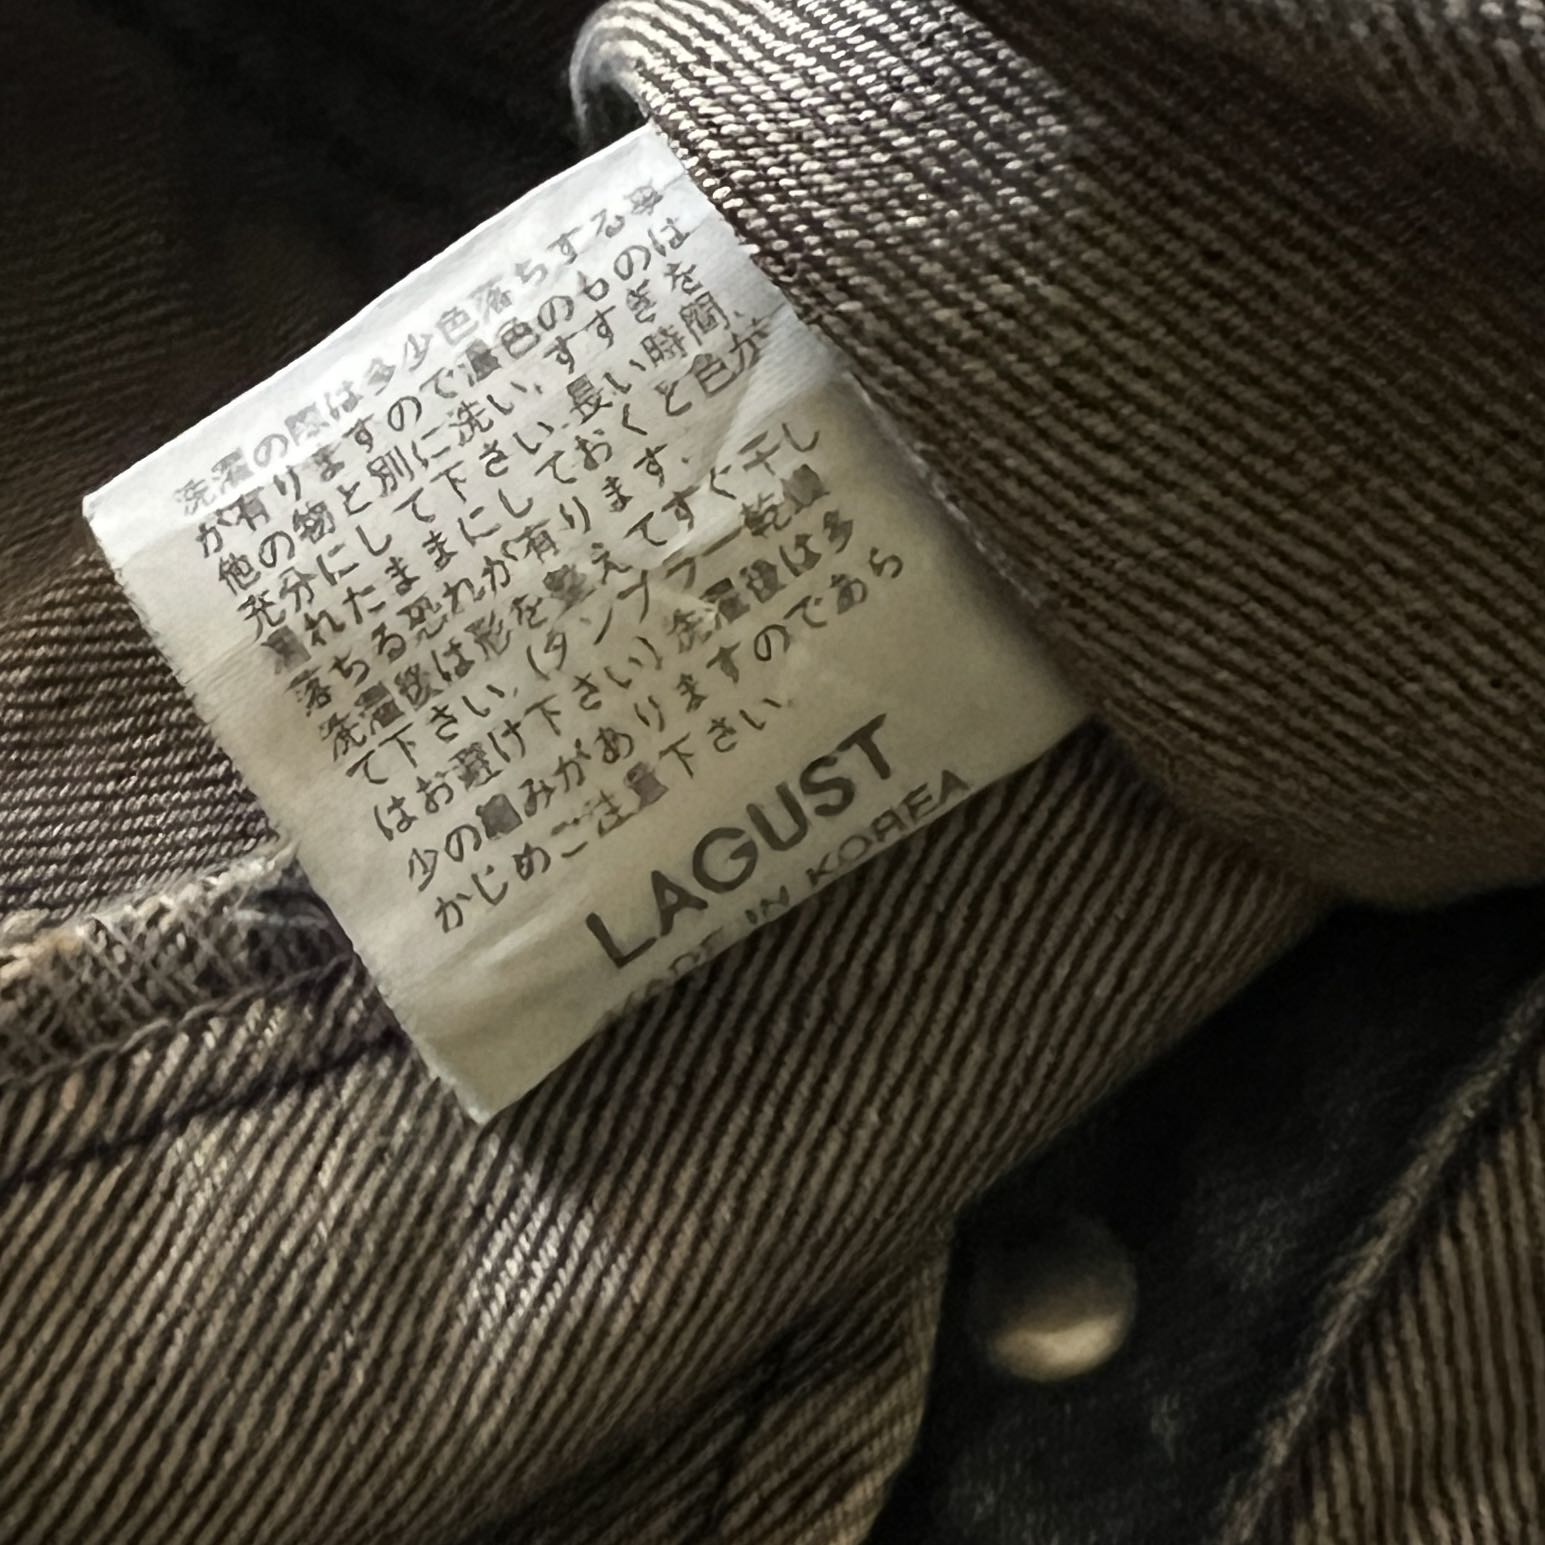 洗濯の際は多少色落ちする事
が有りますので濃色のものは
他の物と別に洗い、すすぎを
充分にして下さい。長い時間、
濡れたままにしておくと色が
落ちる恐れが有ります。
洗濯後は形を整えてすぐ干し
て下さい。(タンブラー乾燥
はお避け下さい)洗濯後は多
少の縮みがありますのであら
かじめご注意下さい。
LAGUST
MADE IN KOREA